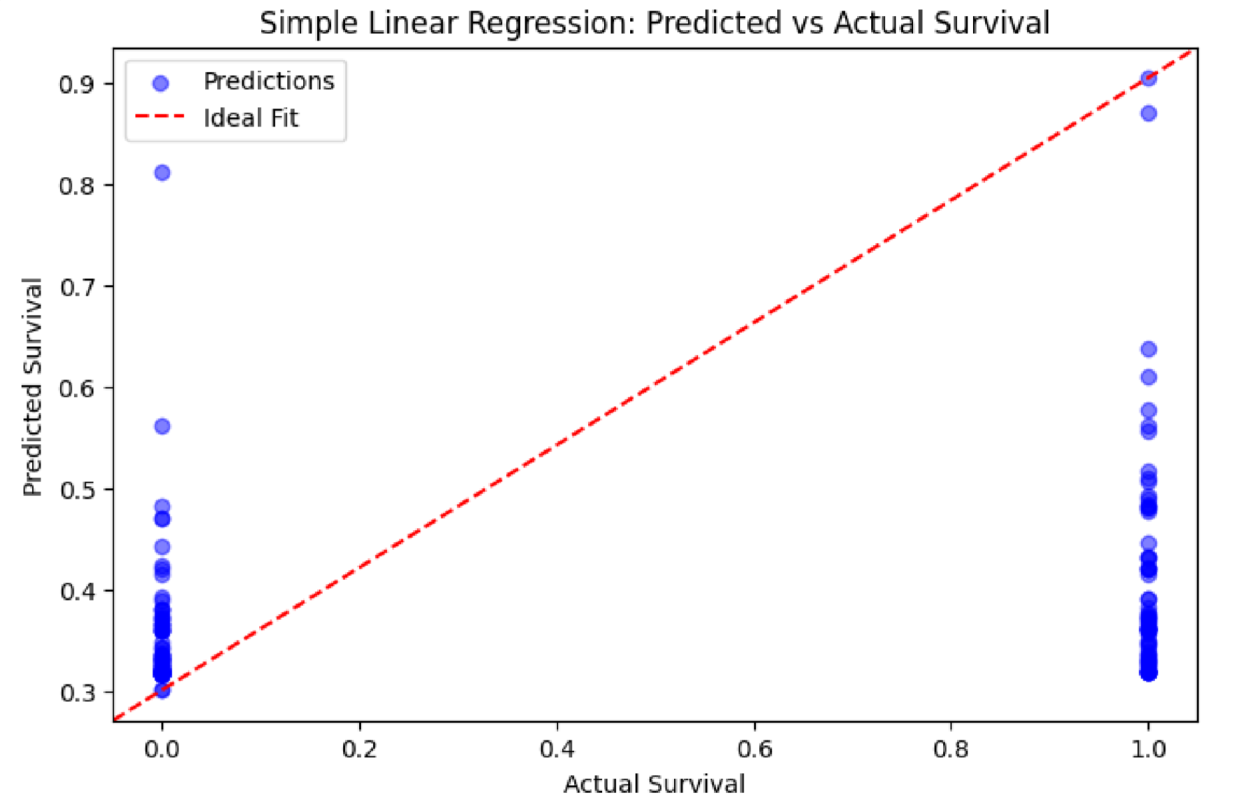 Simple Linear Regression: Predicted vs Actual Survival
Predictions
Ideal Fit
0.9
0.8
0.7
0.6
0.5
0.4
0.3
Predicted Survival
0.0 0.2 0.4 0.6 0.8 1.0
Actual Survival